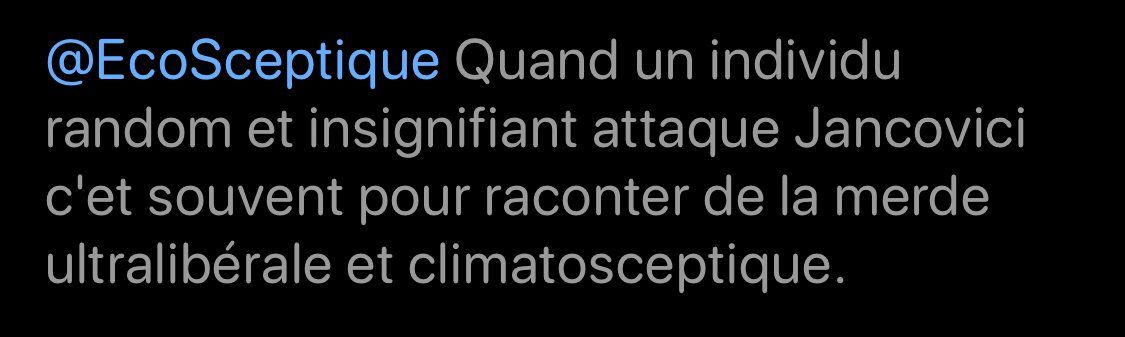 @EcoSceptique Quand un individu
random et insignifiant attaque Jancovici
c'et souvent pour raconter de la merde
ultralibérale et climatosceptique.